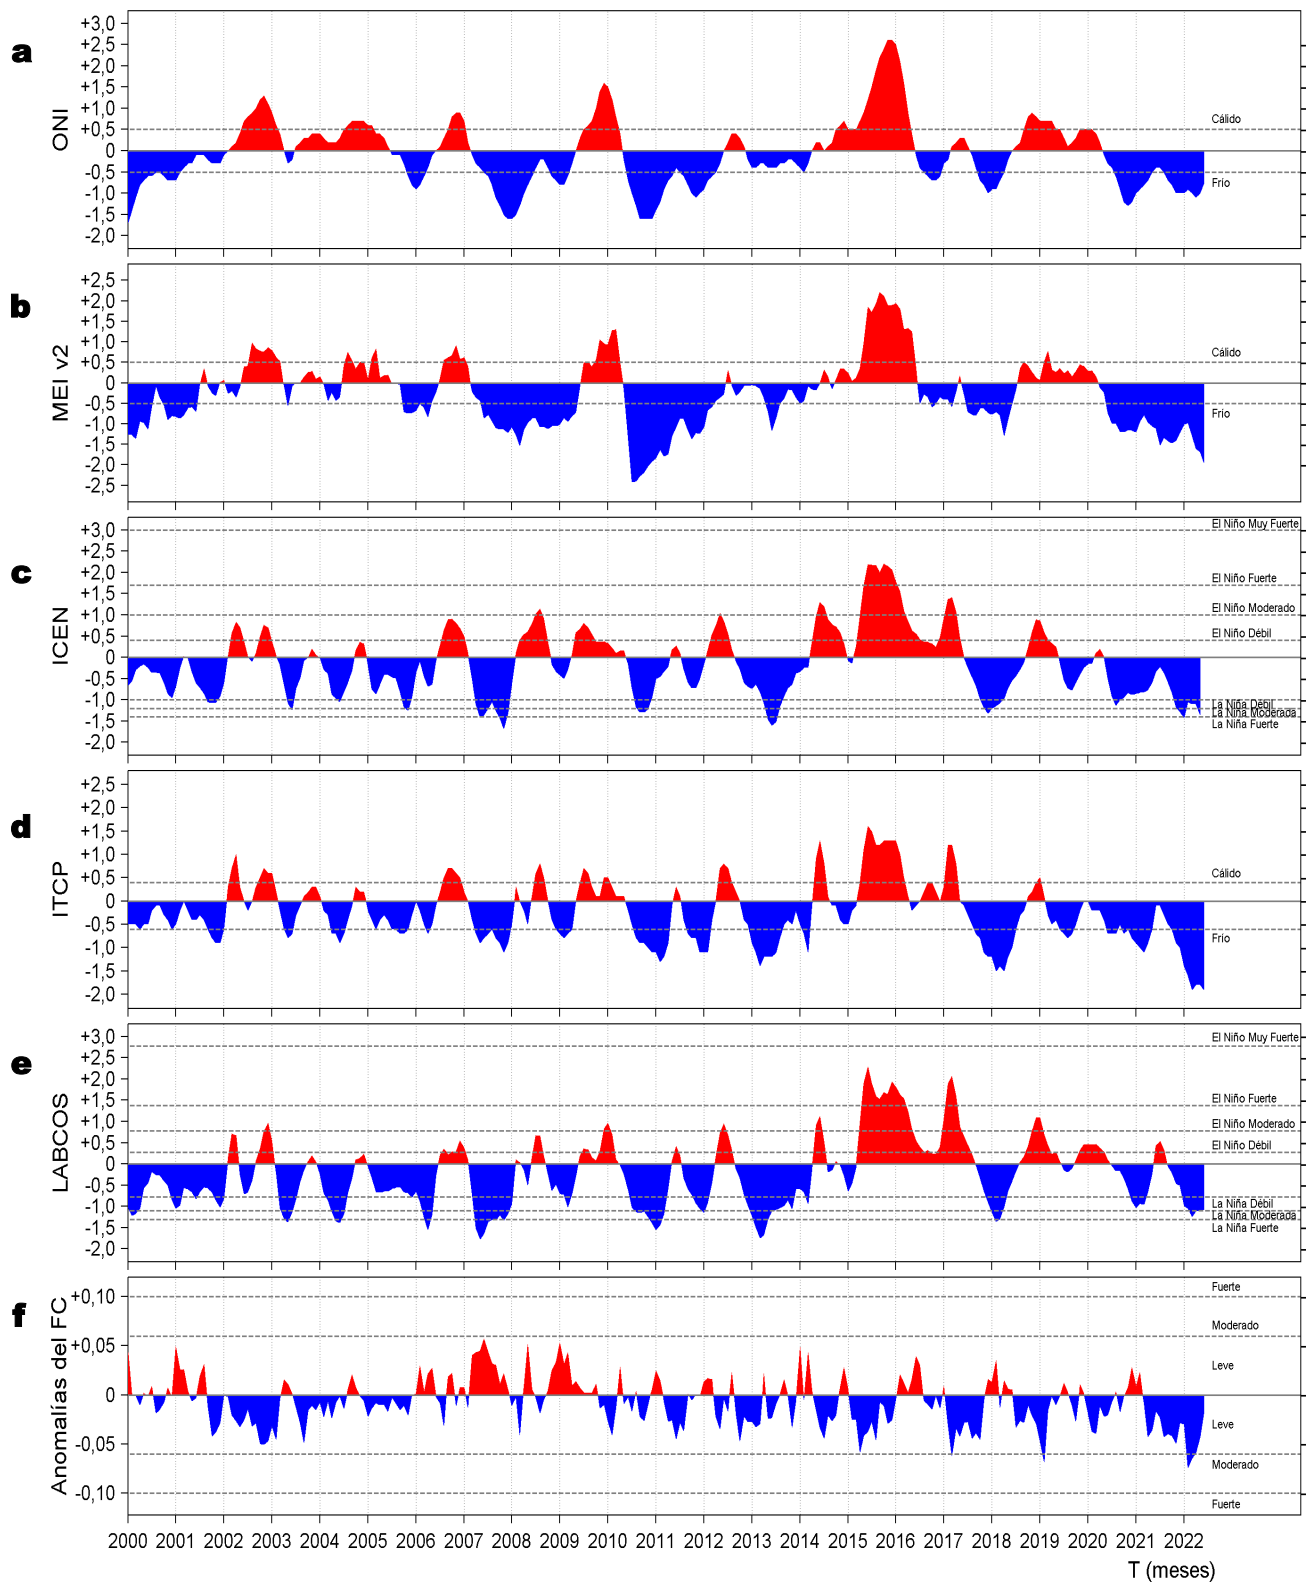 a
ONI
+3,0
+2,5
+2,0
+1,5
+1,0
+0,5
0
-0,5
-1,0
-1,5
-2,0
Cálido
Frío
b
MEI v2
+2,5
+2,0
+1,5
+1,0
+0,5
0
-0,5
-1,0
-1,5
-2,0
-2,5
Cálido
Frío
c
ICEN
+3,0
+2,5
+2,0
+1,5
+1,0
+0,5
0
-0,5
-1,0
-1,5
-2,0
El Niño Muy Fuerte
El Niño Fuerte
El Niño Moderado
El Niño Débil
La Niña Débil
La Niña Moderada
La Niña Fuerte
d
ITCP
+2,5
+2,0
+1,5
+1,0
+0,5
0
-0,5
-1,0
-1,5
-2,0
Cálido
Frío
e
LABCOS
+3,0
+2,5
+2,0
+1,5
+1,0
+0,5
0
-0,5
-1,0
-1,5
-2,0
El Niño Muy Fuerte
El Niño Fuerte
El Niño Moderado
El Niño Débil
La Niña Débil
La Niña Moderada
La Niña Fuerte
f
Anomalías del FC
+0,10
+0,05
0
-0,05
-0,10
Fuerte
Moderado
Leve
Leve
Moderado
Fuerte
2000 2001 2002 2003 2004 2005 2006 2007 2008 2009 2010 2011 2012 2013 2014 2015 2016 2017 2018 2019 2020 2021 2022
T (meses)